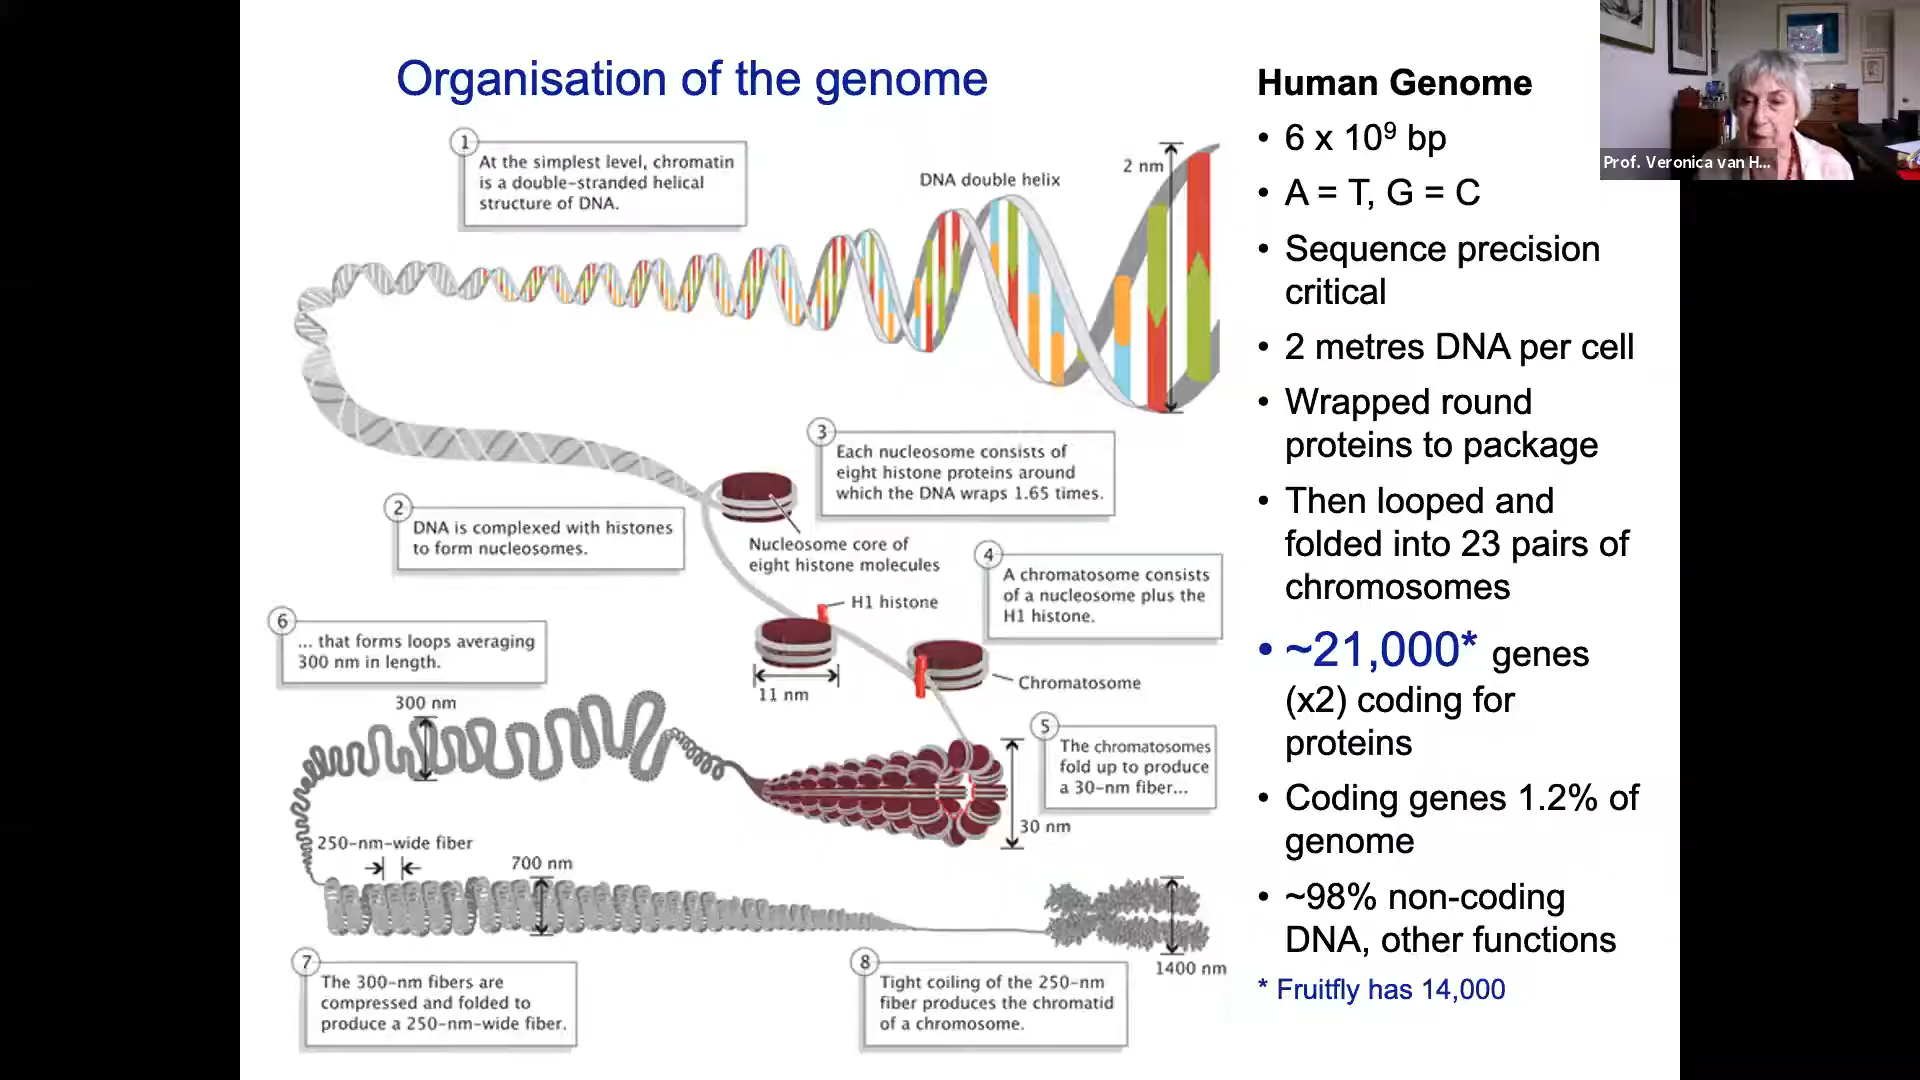 Organisation of the genome
1
At the simplest level, chromatin
is a double-stranded helical
structure of DNA.
DNA double helix
2 nm
3
Each nucleosome consists of
eight histone proteins around
which the DNA wraps 1.65 times.
2
DNA is complexed with histones
to form nucleosomes.
Nucleosome core of
eight histone molecules
4
A chromatosome consists
of a nucleosome plus the
H1 histone.
H1 histone
6
... that forms loops averaging
300 nm in length.
11 nm
Chromatosome
300 nm
5
The chromatosomes
fold up to produce
a 30-nm fiber...
30 nm
250-nm-wide fiber
700 nm
1400 nm
7
The 300-nm fibers are
compressed and folded to
produce a 250-nm-wide fiber.
8
Tight coiling of the 250-nm
fiber produces the chromatid
of a chromosome.
Human Genome
• 6 x 10⁹ bp
• A = T, G = C
• Sequence precision
critical
• 2 metres DNA per cell
• Wrapped round
proteins to package
• Then looped and
folded into 23 pairs of
chromosomes
• ~21,000* genes
(x2) coding for
proteins
• Coding genes 1.2% of
genome
• ~98% non-coding
DNA, other functions
* Fruitfly has 14,000
Prof. Veronica van H...